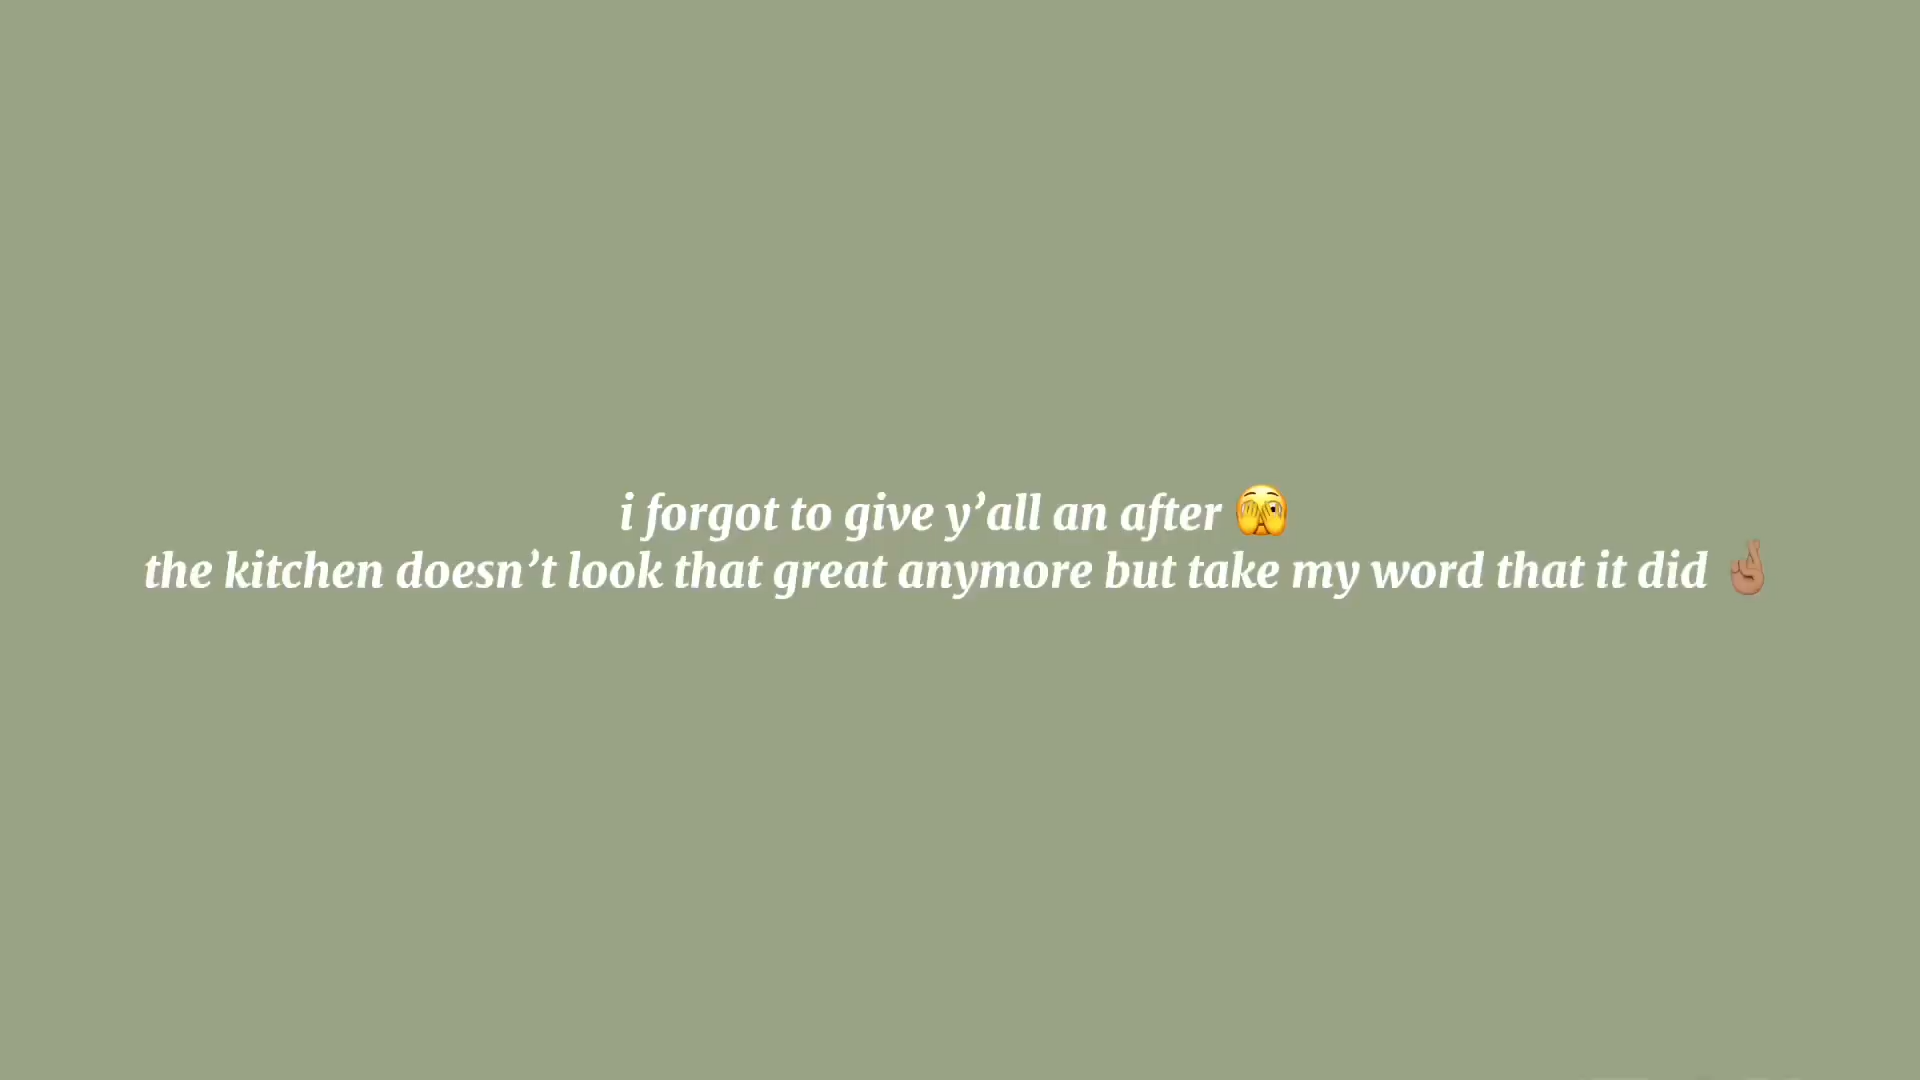 i forgot to give y’all an after 🫣
the kitchen doesn’t look that great anymore but take my word that it did 🤞🏽